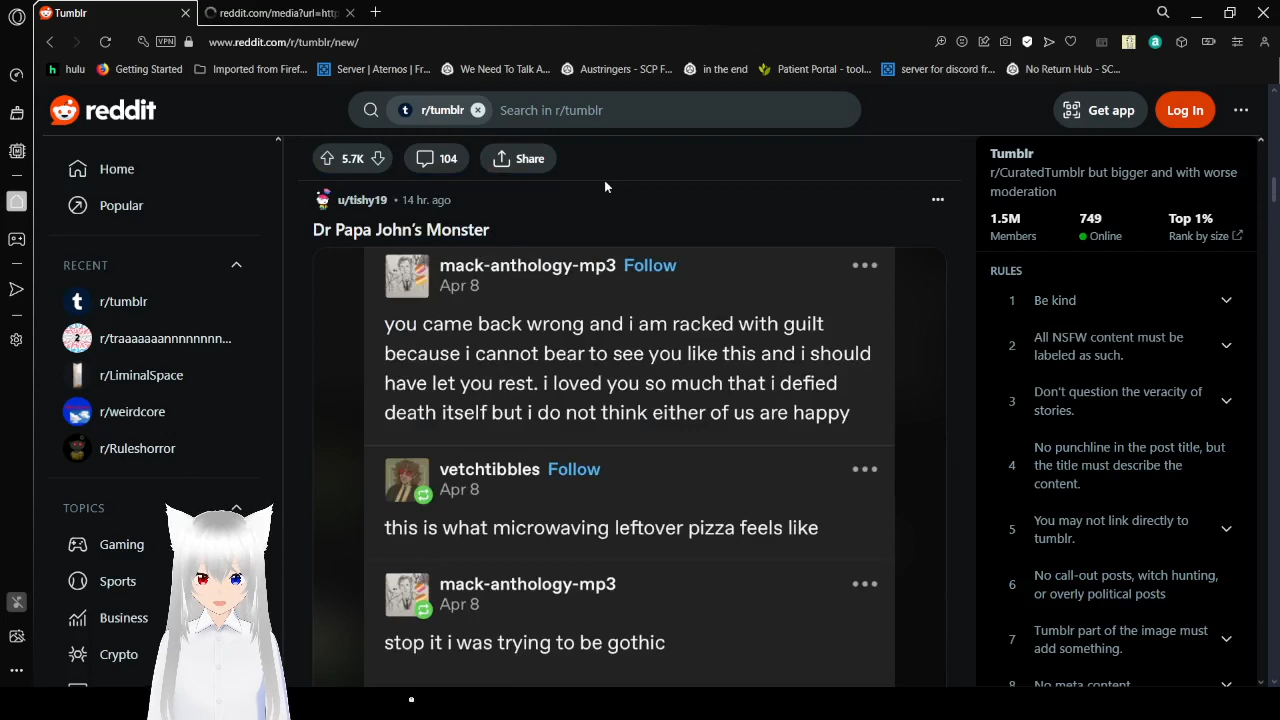 Tumblr
reddit.com/media?url=http
VPN
www.reddit.com/r/tumblr/new/
hulu
Getting Started
Imported from Firef...
Server | Aternos | Fr...
We Need To Talk A...
Austringers - SCP F...
in the end
Patient Portal - tool...
server for discord fr...
No Return Hub - SC...
reddit
r/tumblr
Search in r/tumblr
Get app
Log In
Home
Popular
RECENT
r/tumblr
r/traaaaaaannnnnnnn...
r/LiminalSpace
r/weirdcore
r/Ruleshorror
TOPICS
Gaming
Sports
Business
Crypto
5.7K
104
Share
u/tishy19 • 14 hr. ago
Dr Papa John's Monster
mack-anthology-mp3 Follow
Apr 8
you came back wrong and i am racked with guilt
because i cannot bear to see you like this and i should
have let you rest. i loved you so much that i defied
death itself but i do not think either of us are happy
vetchtibbles Follow
Apr 8
this is what microwaving leftover pizza feels like
mack-anthology-mp3
Apr 8
stop it i was trying to be gothic
Tumblr
r/CuratedTumblr but bigger and with worse
moderation
1.5M
Members
749
Online
Top 1%
Rank by size
RULES
1 Be kind
2 All NSFW content must be
labeled as such.
3 Don't question the veracity of
stories.
4 No punchline in the post title, but
the title must describe the
content.
5 You may not link directly to
tumblr.
6 No call-out posts, witch hunting,
or overly political posts
7 Tumblr part of the image must
add something.
8 No meta content